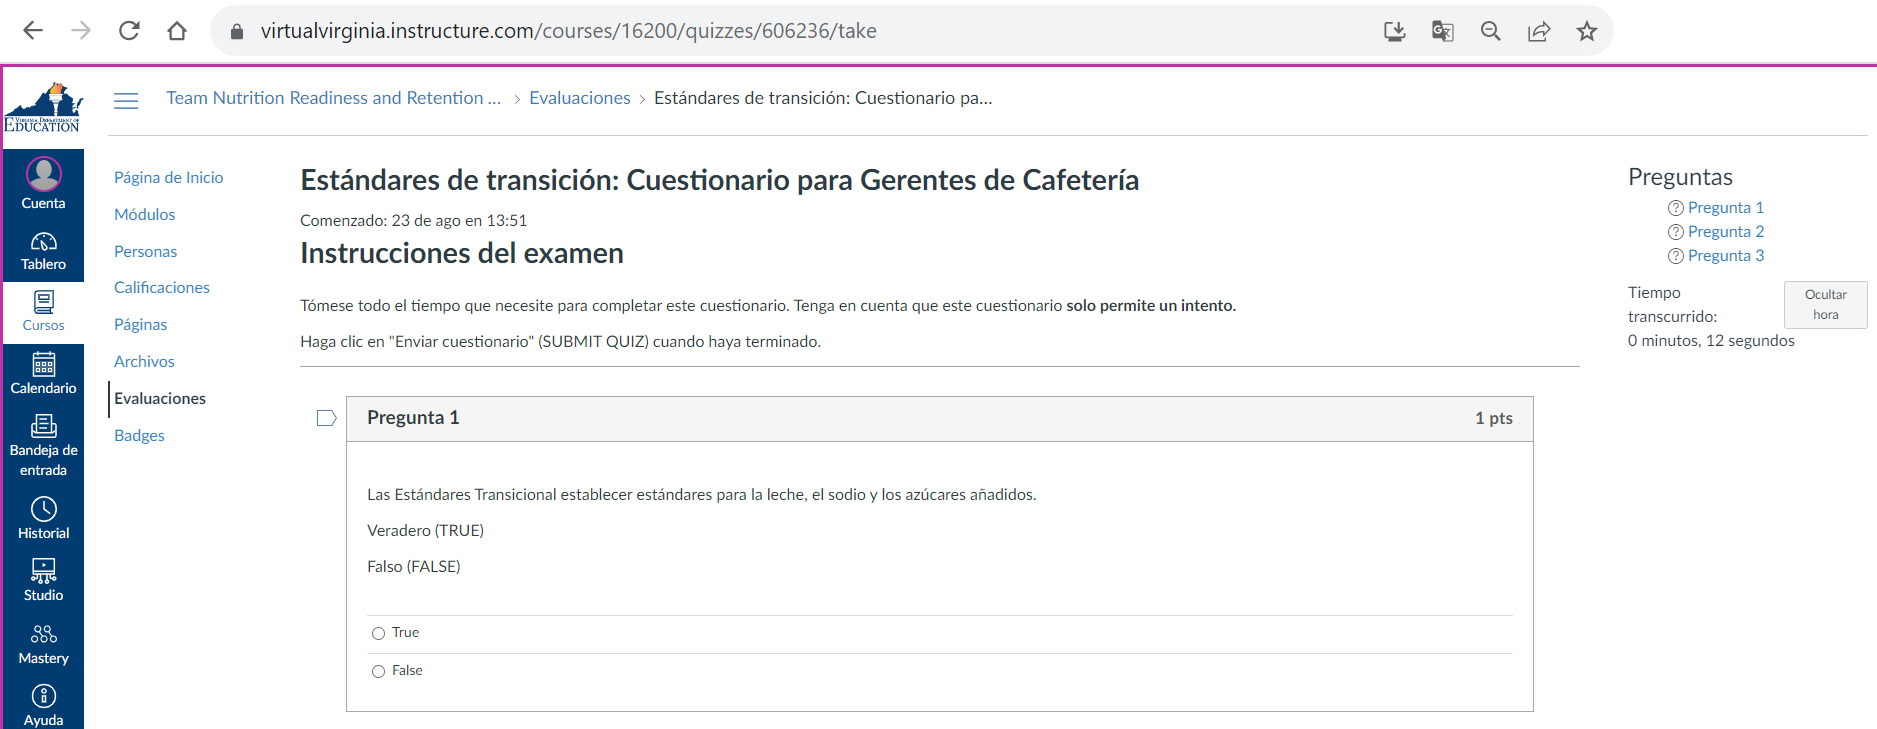 virtualvirginia.instructure.com/courses/16200/quizzes/606236/take
VIRGINIA DEPARTMENT OF
EDUCATION
Team Nutrition Readiness and Retention ... > Evaluaciones > Estándares de transición: Cuestionario pa...
Cuenta
Tablero
Cursos
Calendario
Bandeja de
entrada
Historial
Studio
Mastery
Ayuda
Página de Inicio
Módulos
Personas
Calificaciones
Páginas
Archivos
Evaluaciones
Badges
Estándares de transición: Cuestionario para Gerentes de Cafetería
Comenzado: 23 de ago en 13:51
Instrucciones del examen
Tómese todo el tiempo que necesite para completar este cuestionario. Tenga en cuenta que este cuestionario solo permite un intento.
Haga clic en "Enviar cuestionario" (SUBMIT QUIZ) cuando haya terminado.
Pregunta 1 1 pts
Las Estándares Transicional establecer estándares para la leche, el sodio y los azúcares añadidos.
Veradero (TRUE)
Falso (FALSE)
True
False
Preguntas
Pregunta 1
Pregunta 2
Pregunta 3
Tiempo
transcurrido:
0 minutos, 12 segundos
Ocultar
hora